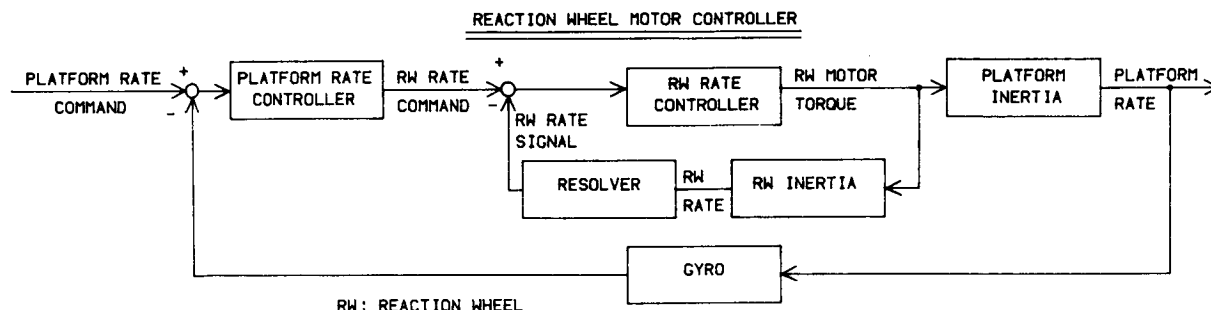 REACTION WHEEL MOTOR CONTROLLER
PLATFORM RATE
COMMAND
+
-
PLATFORM RATE
CONTROLLER
RW RATE
COMMAND
+
-
RW RATE
SIGNAL
RW RATE
CONTROLLER
RW MOTOR
TORQUE
PLATFORM
INERTIA
PLATFORM
RATE
RESOLVER
RW
RATE
RW INERTIA
GYRO
RW: REACTION WHEEL